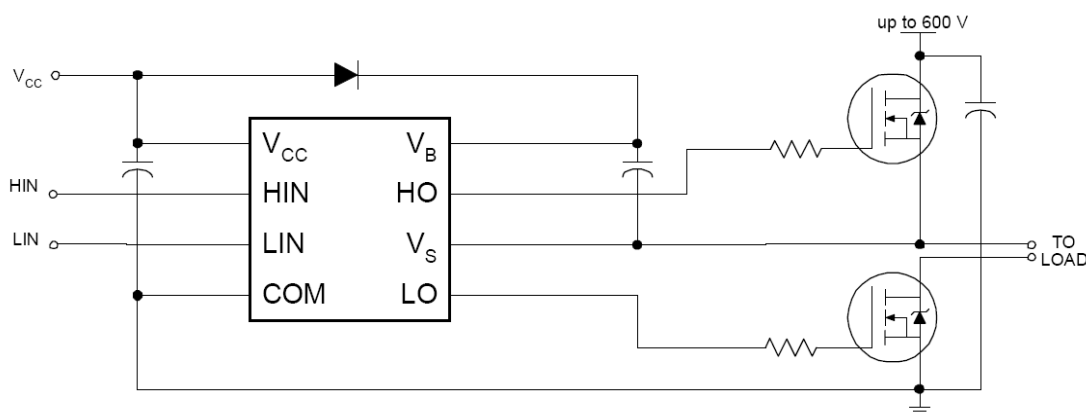 up to 600 V
VCC
VCC
VB
HIN
HIN
HO
LIN
LIN
VS
TO
LOAD
COM
LO